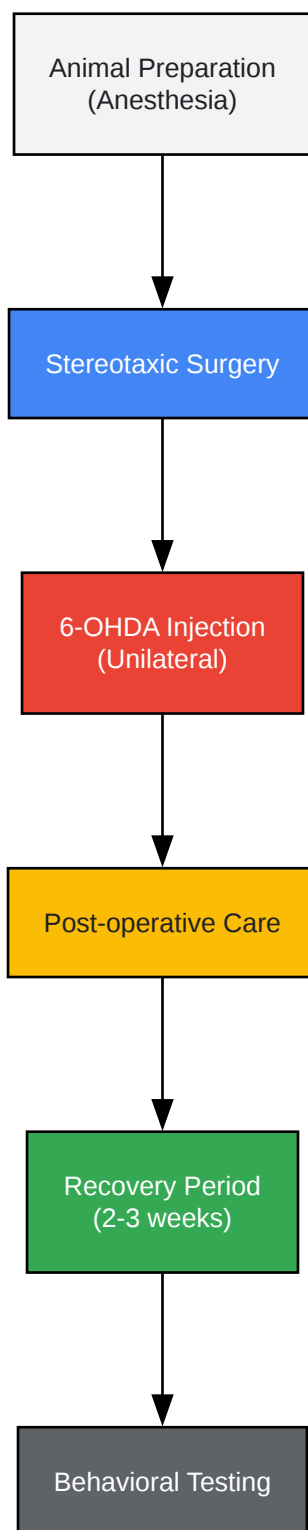 Animal Preparation
(Anesthesia)
Stereotaxic Surgery
6-OHDA Injection
(Unilateral)
Post-operative Care
Recovery Period
(2-3 weeks)
Behavioral Testing